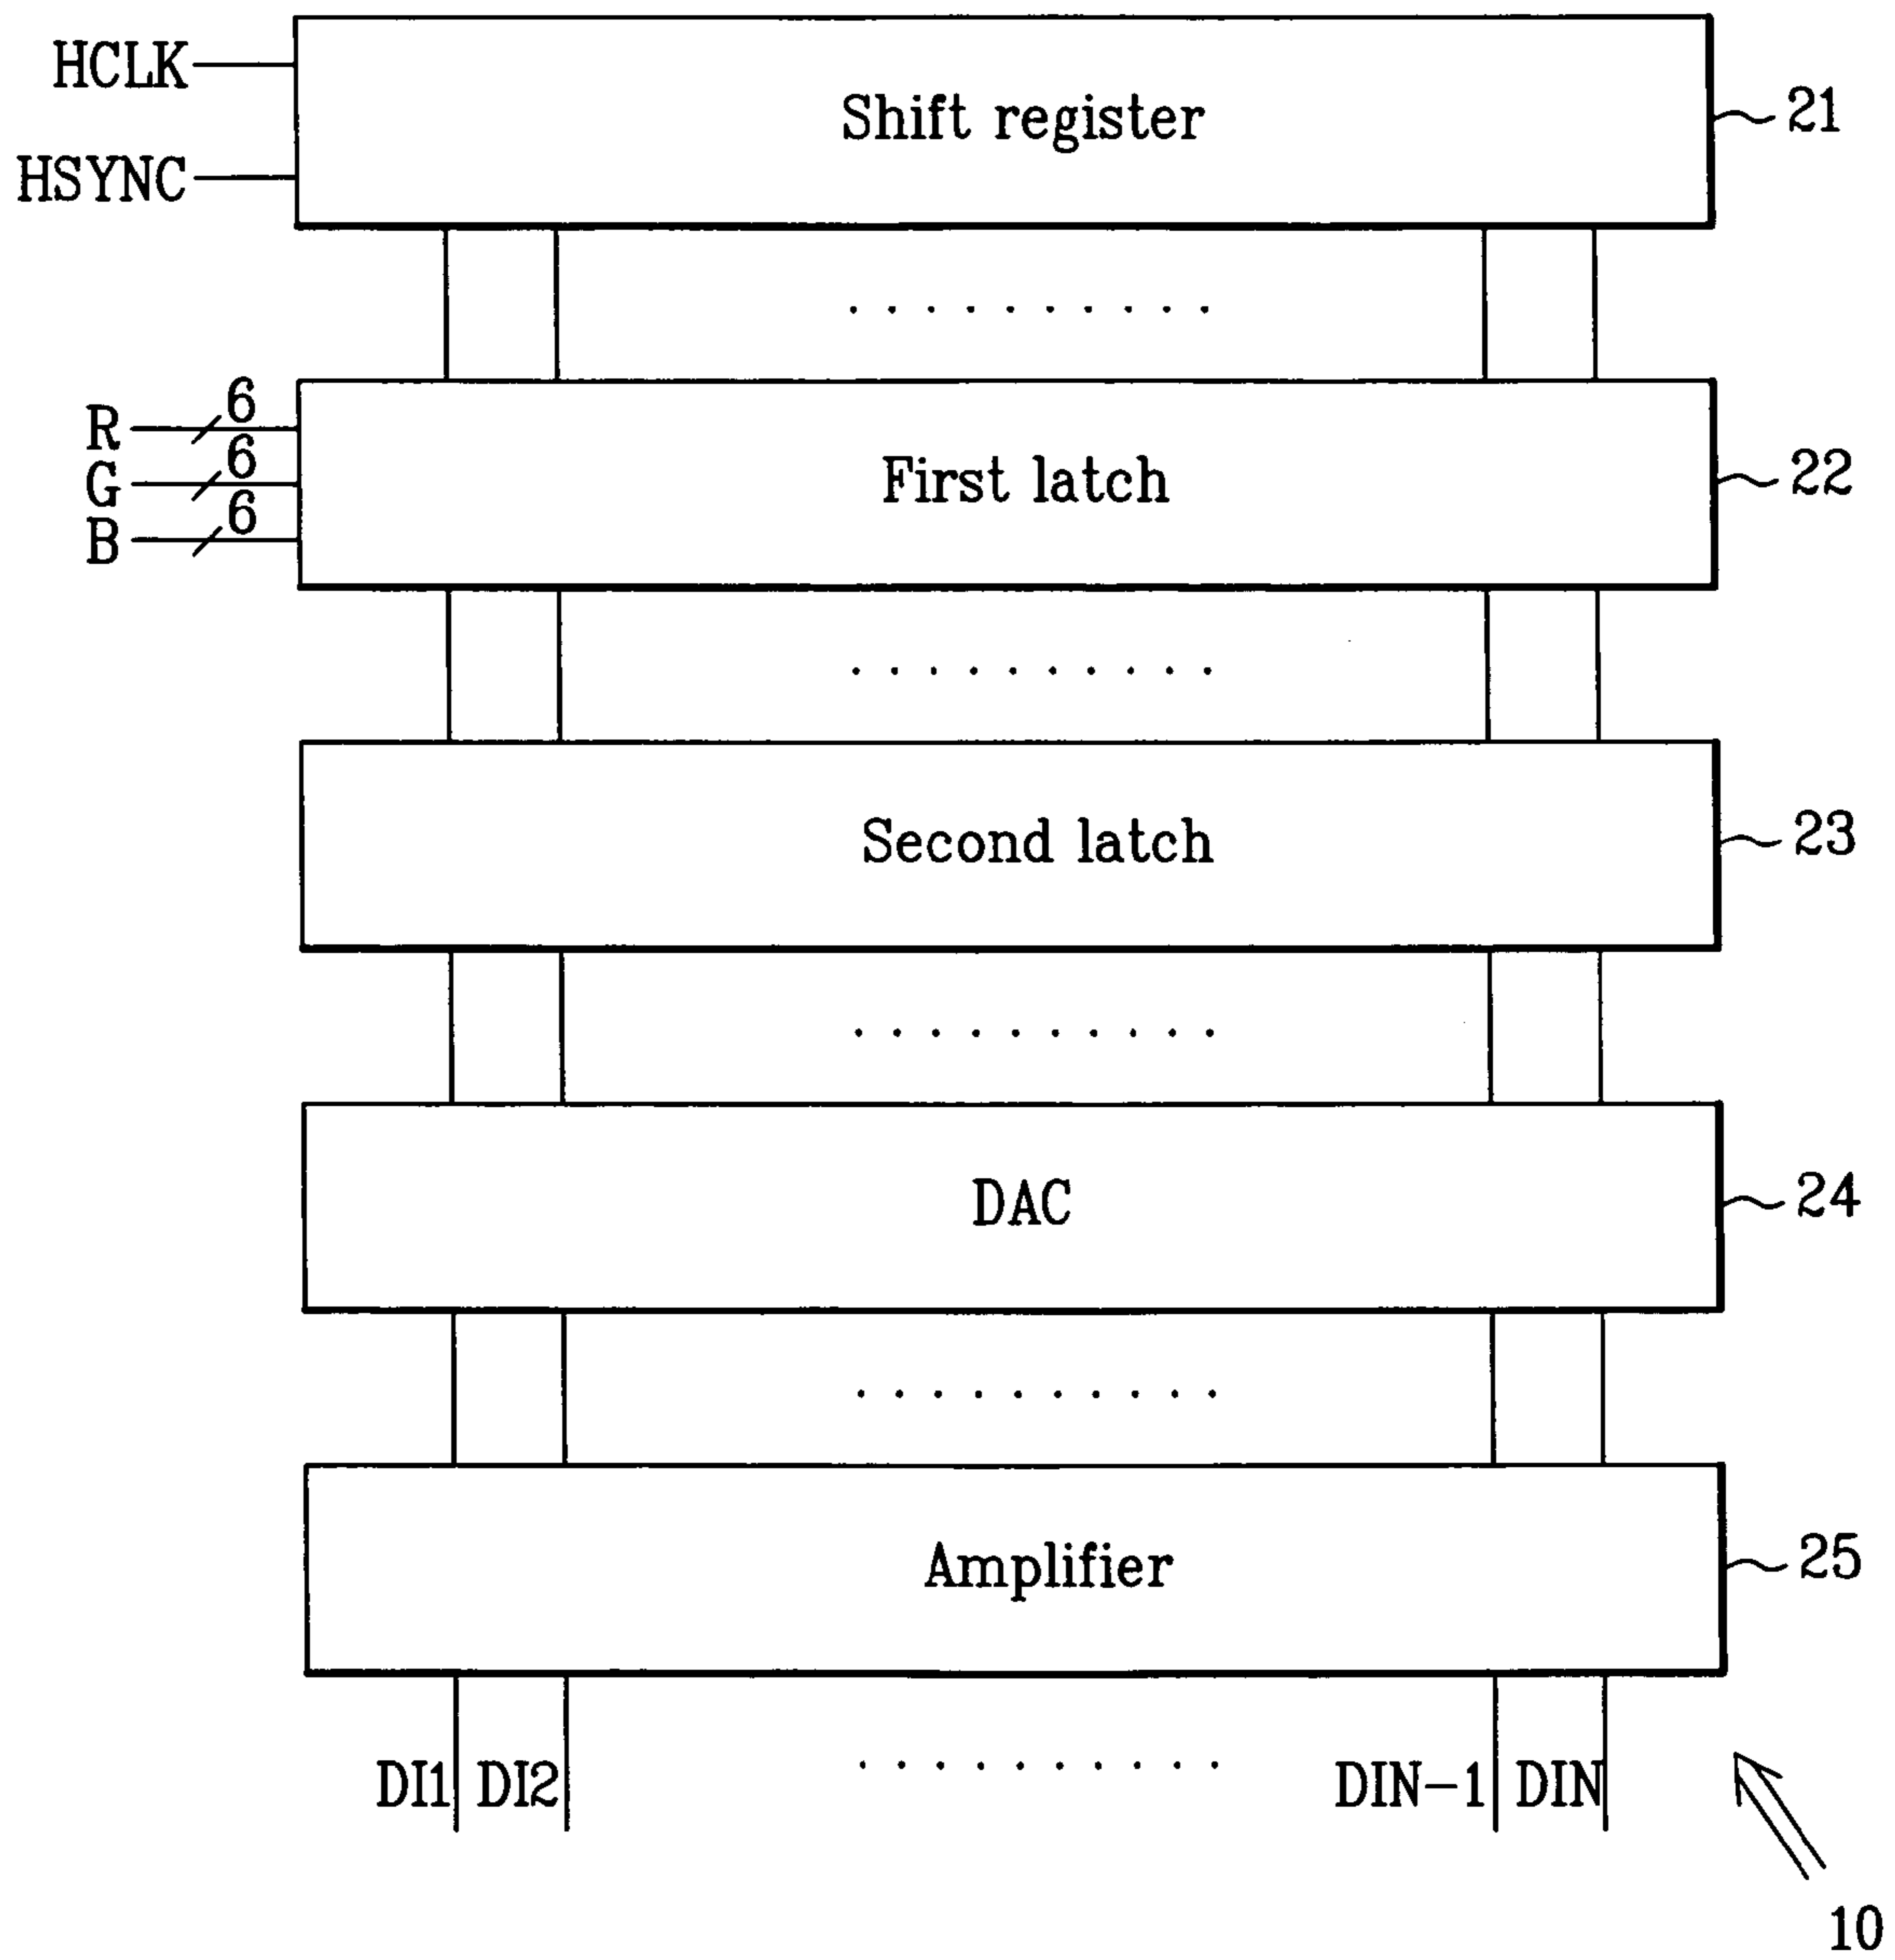 HCLK
Shift register
21
HSYNC
R 6
G 6
B 6
First latch
22
Second latch
23
DAC
24
Amplifier
25
DI1 DI2 DIN-1 DIN
10